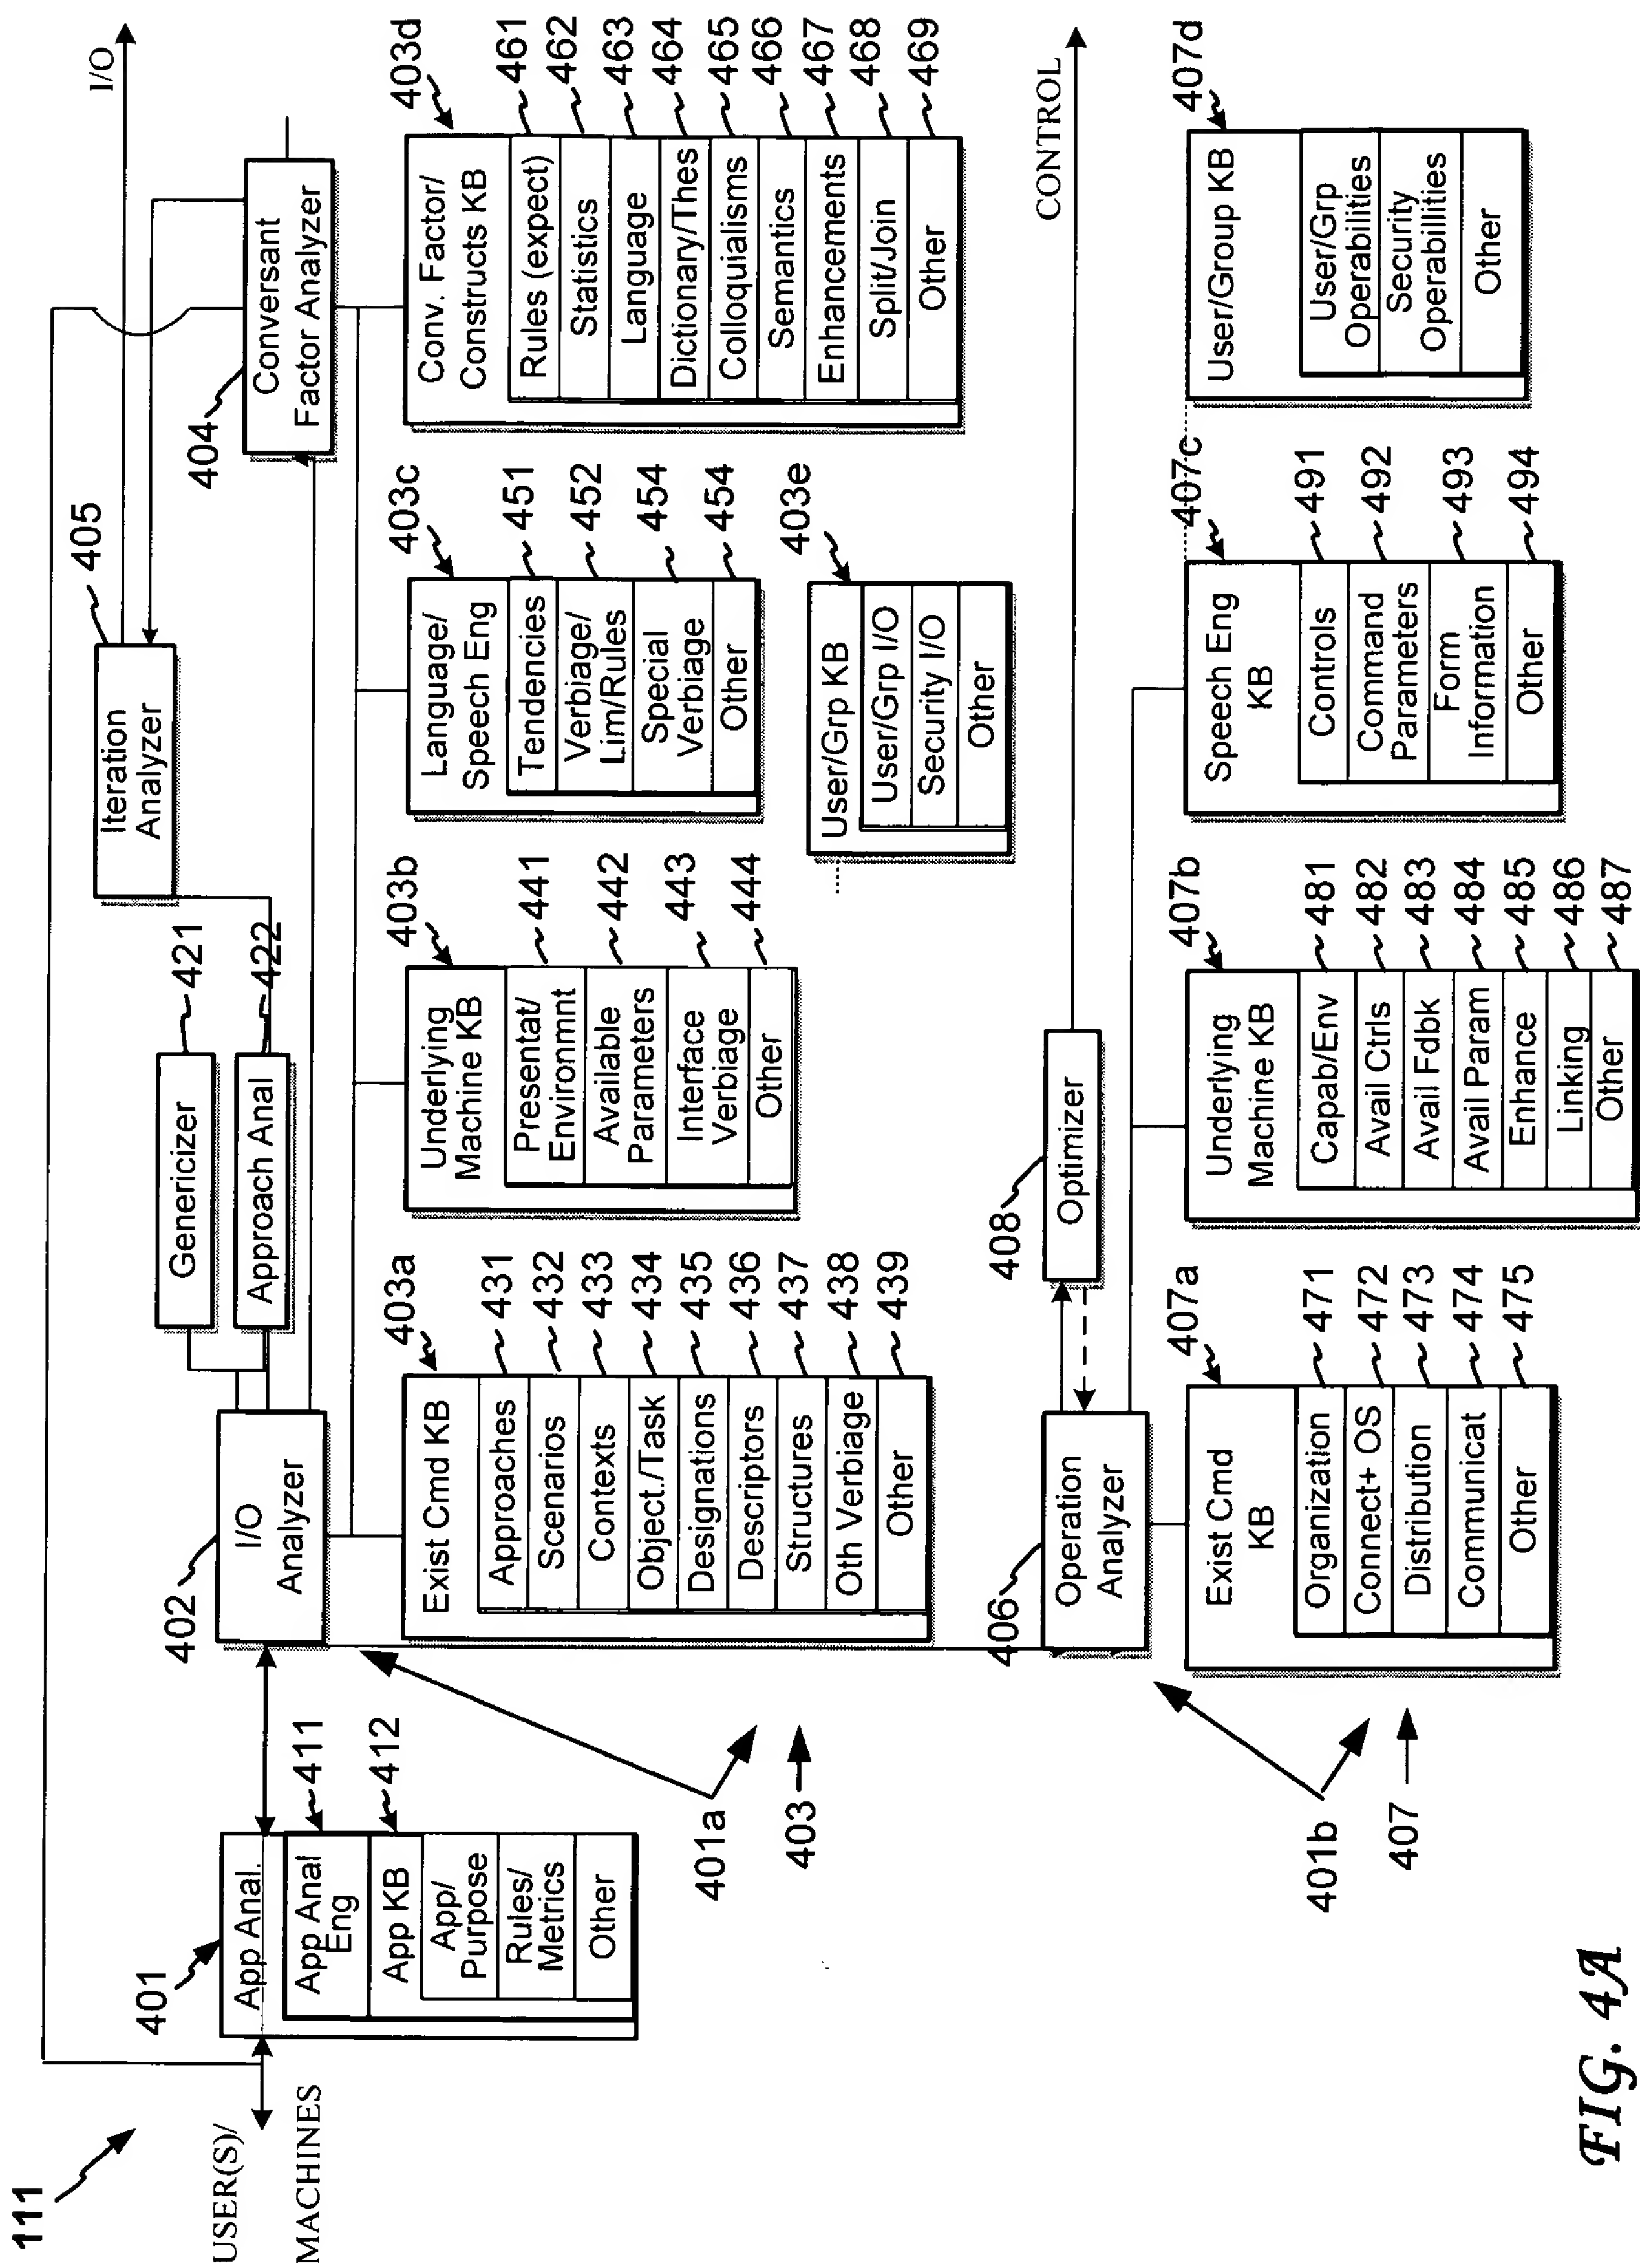 111
USER(S)/
MACHINES
I/O
401
App Anal.
App Anal
Eng
411
App KB
412
App/
Purpose
Rules/
Metrics
Other
402
I/O
Analyzer
Genericizer
421
Approach Anal
422
405
Iteration
Analyzer
404
Conversant
Factor Analyzer
401a
403
403a
Exist Cmd KB
Approaches
431
Scenarios
432
Contexts
433
Object./Task
434
Designations
435
Descriptors
436
Structures
437
Oth Verbiage
438
Other
439
403b
Underlying
Machine KB
Presentat/
Environmnt
441
Available
Parameters
442
Interface
Verbiage
443
Other
444
403c
Language/
Speech Eng
Tendencies
451
Verbiage/
Lim/Rules
452
Special
Verbiage
454
Other
454
403e
User/Grp KB
User/Grp I/O
Security I/O
Other
403d
Conv. Factor/
Constructs KB
Rules (expect)
461
Statistics
462
Language
463
Dictionary/Thes
464
Colloquialisms
465
Semantics
466
Enhancements
467
Split/Join
468
Other
469
CONTROL
406
Operation
Analyzer
408
Optimizer
401b
407
407a
Exist Cmd
KB
Organization
471
Connect+ OS
472
Distribution
473
Communicat
474
Other
475
407b
Underlying
Machine KB
Capab/Env
481
Avail Ctrls
482
Avail Fdbk
483
Avail Param
484
Enhance
485
Linking
486
Other
487
407c
Speech Eng
KB
Controls
491
Command
Parameters
492
Form
Information
493
Other
494
407d
User/Group KB
User/Grp
Operabilities
Security
Operabilities
Other
FIG. 4A